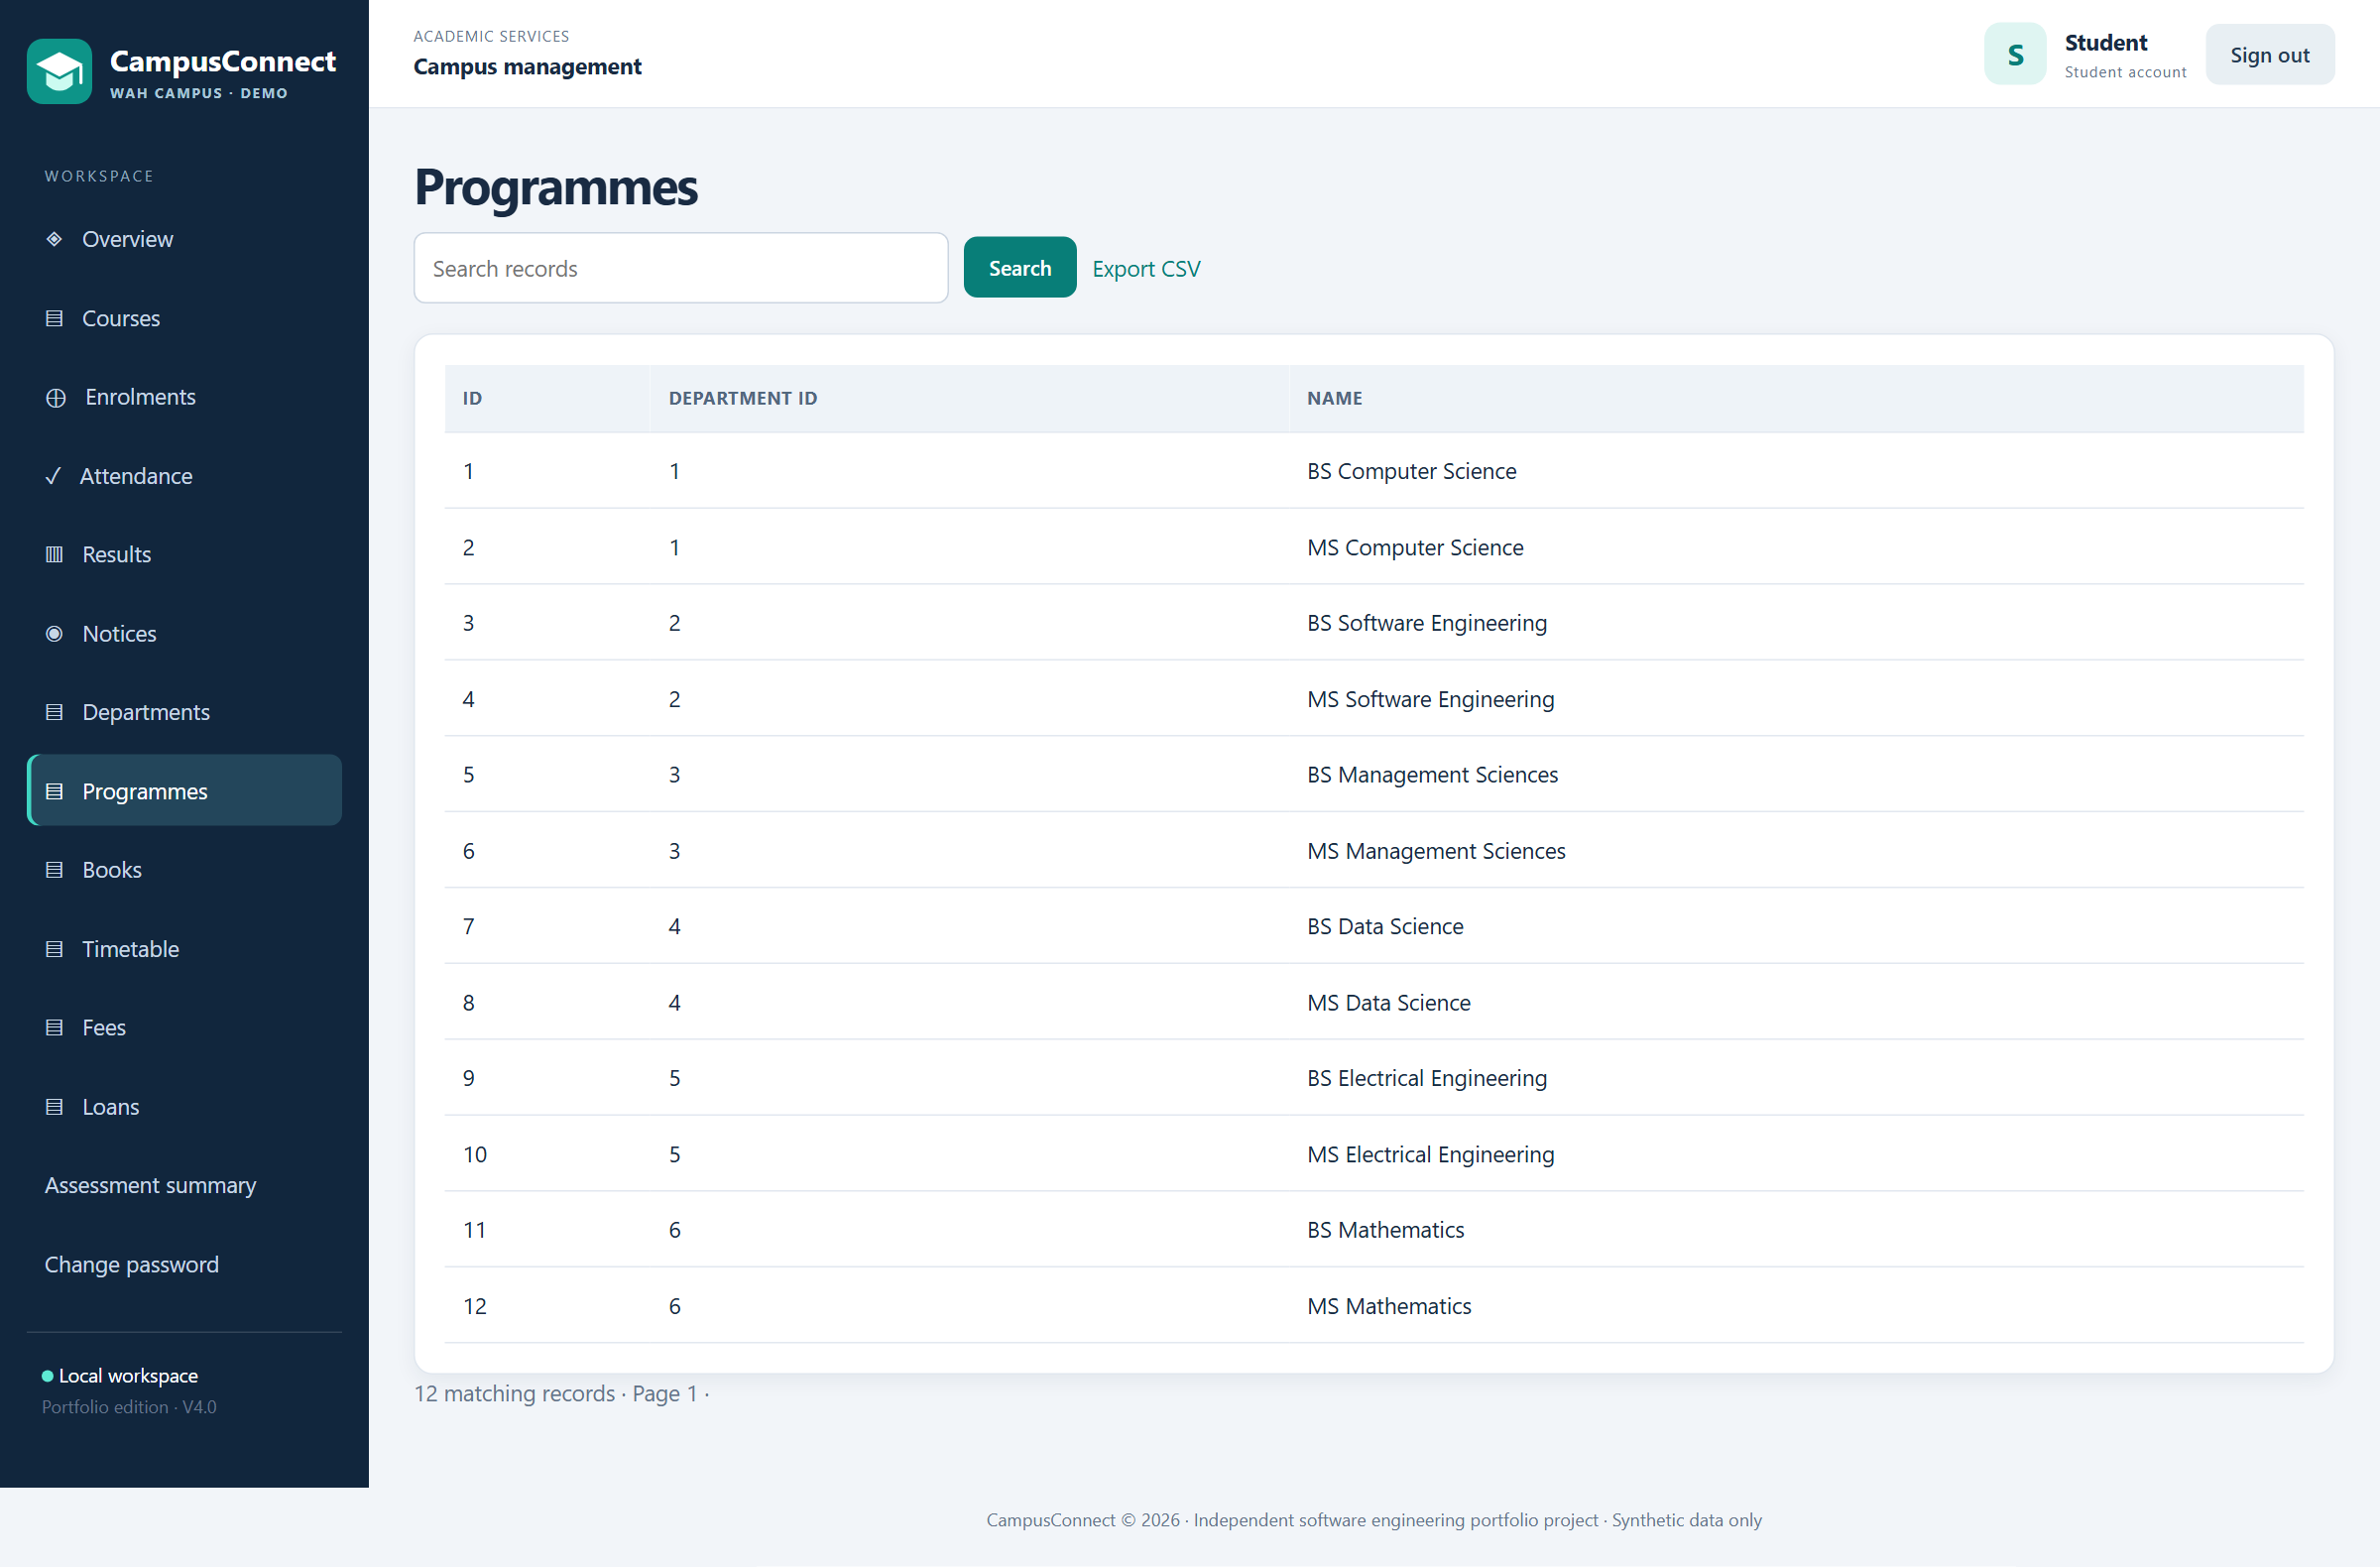 CampusConnect
WAH CAMPUS · DEMO
WORKSPACE
Overview
Courses
Enrolments
Attendance
Results
Notices
Departments
Programmes
Books
Timetable
Fees
Loans
Assessment summary
Change password
Local workspace
Portfolio edition · V4.0
ACADEMIC SERVICES
Campus management
S
Student
Student account
Sign out
Programmes
Search records
Search
Export CSV
ID DEPARTMENT ID NAME
1 1 BS Computer Science
2 1 MS Computer Science
3 2 BS Software Engineering
4 2 MS Software Engineering
5 3 BS Management Sciences
6 3 MS Management Sciences
7 4 BS Data Science
8 4 MS Data Science
9 5 BS Electrical Engineering
10 5 MS Electrical Engineering
11 6 BS Mathematics
12 6 MS Mathematics
12 matching records · Page 1 ·
CampusConnect © 2026 · Independent software engineering portfolio project · Synthetic data only